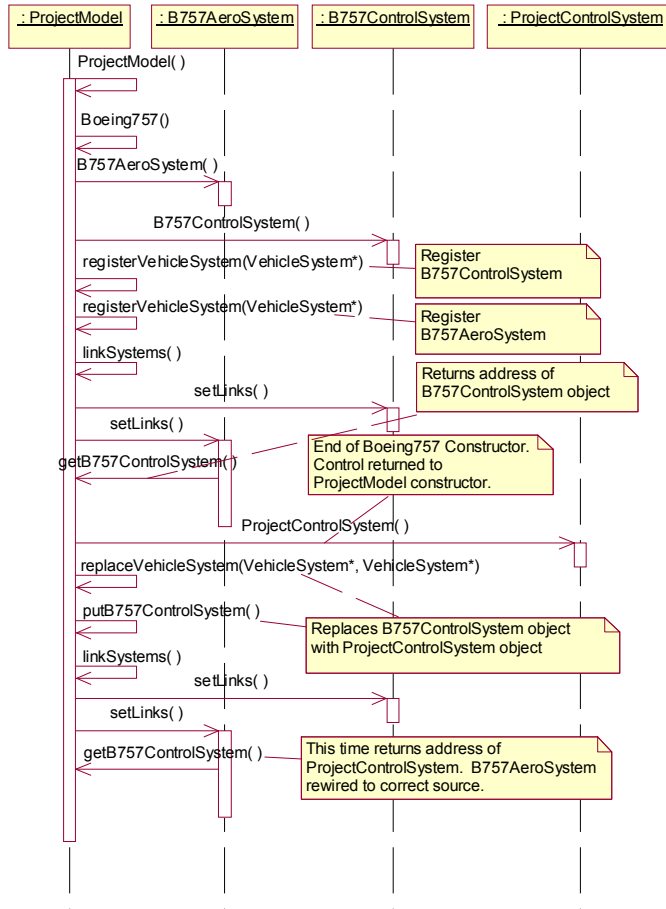 : ProjectModel
: B757AeroSystem
: B757ControlSystem
: ProjectControlSystem
ProjectModel( )
Boeing757()
B757AeroSystem( )
B757ControlSystem( )
registerVehicleSystem(VehicleSystem*)
Register
B757ControlSystem
registerVehicleSystem(VehicleSystem*)
Register
B757AeroSystem
linkSystems( )
Returns address of
B757ControlSystem object
setLinks( )
setLinks( )
End of Boeing757 Constructor.
Control returned to
ProjectModel constructor.
getB757ControlSystem( )
ProjectControlSystem( )
replaceVehicleSystem(VehicleSystem*, VehicleSystem*)
putB757ControlSystem( )
Replaces B757ControlSystem object
with ProjectControlSystem object
linkSystems( )
setLinks( )
setLinks( )
getB757ControlSystem( )
This time returns address of
ProjectControlSystem. B757AeroSystem
rewired to correct source.